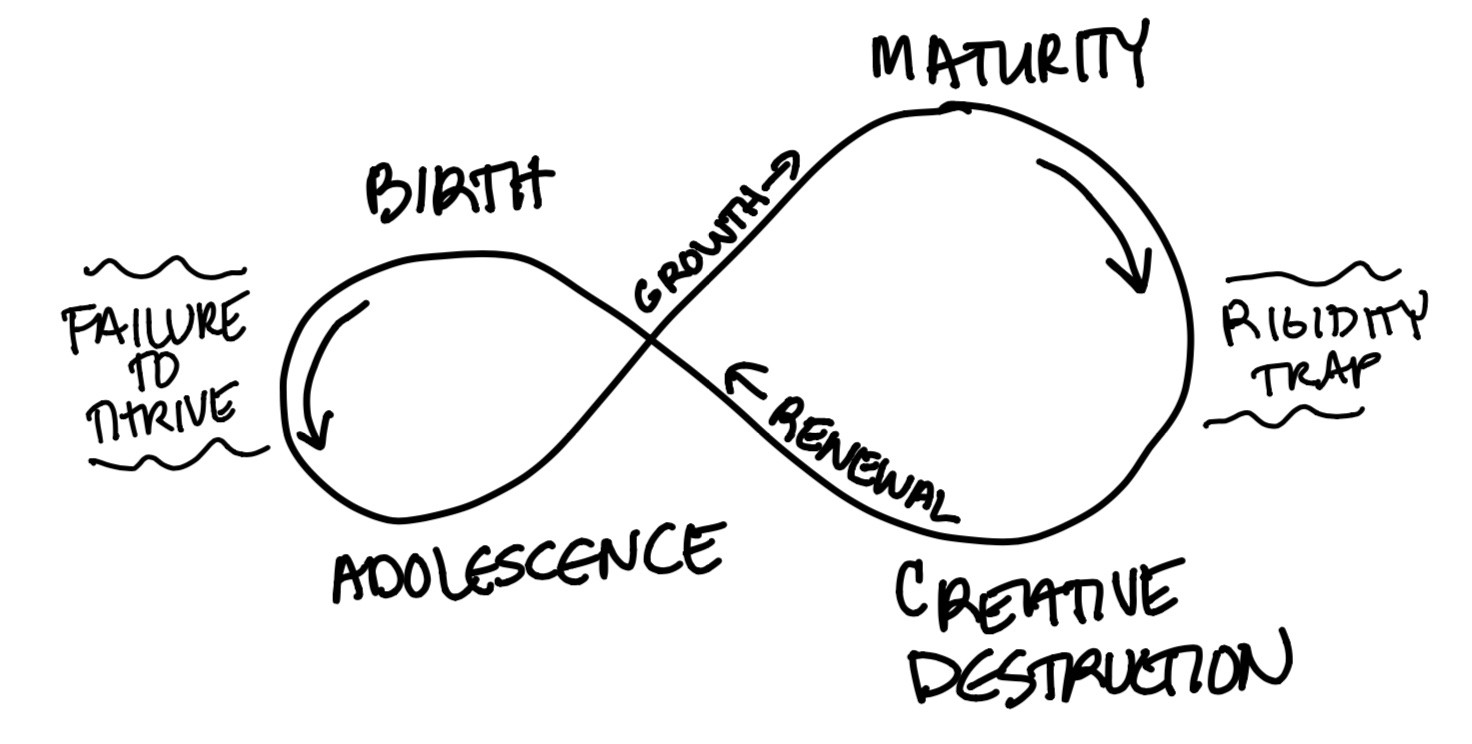 MATURITY
BIRTH
GROWTH →
FAILURE
TO
THRIVE
RIGIDITY
TRAP
← RENEWAL
ADOLESCENCE
CREATIVE
DESTRUCTION